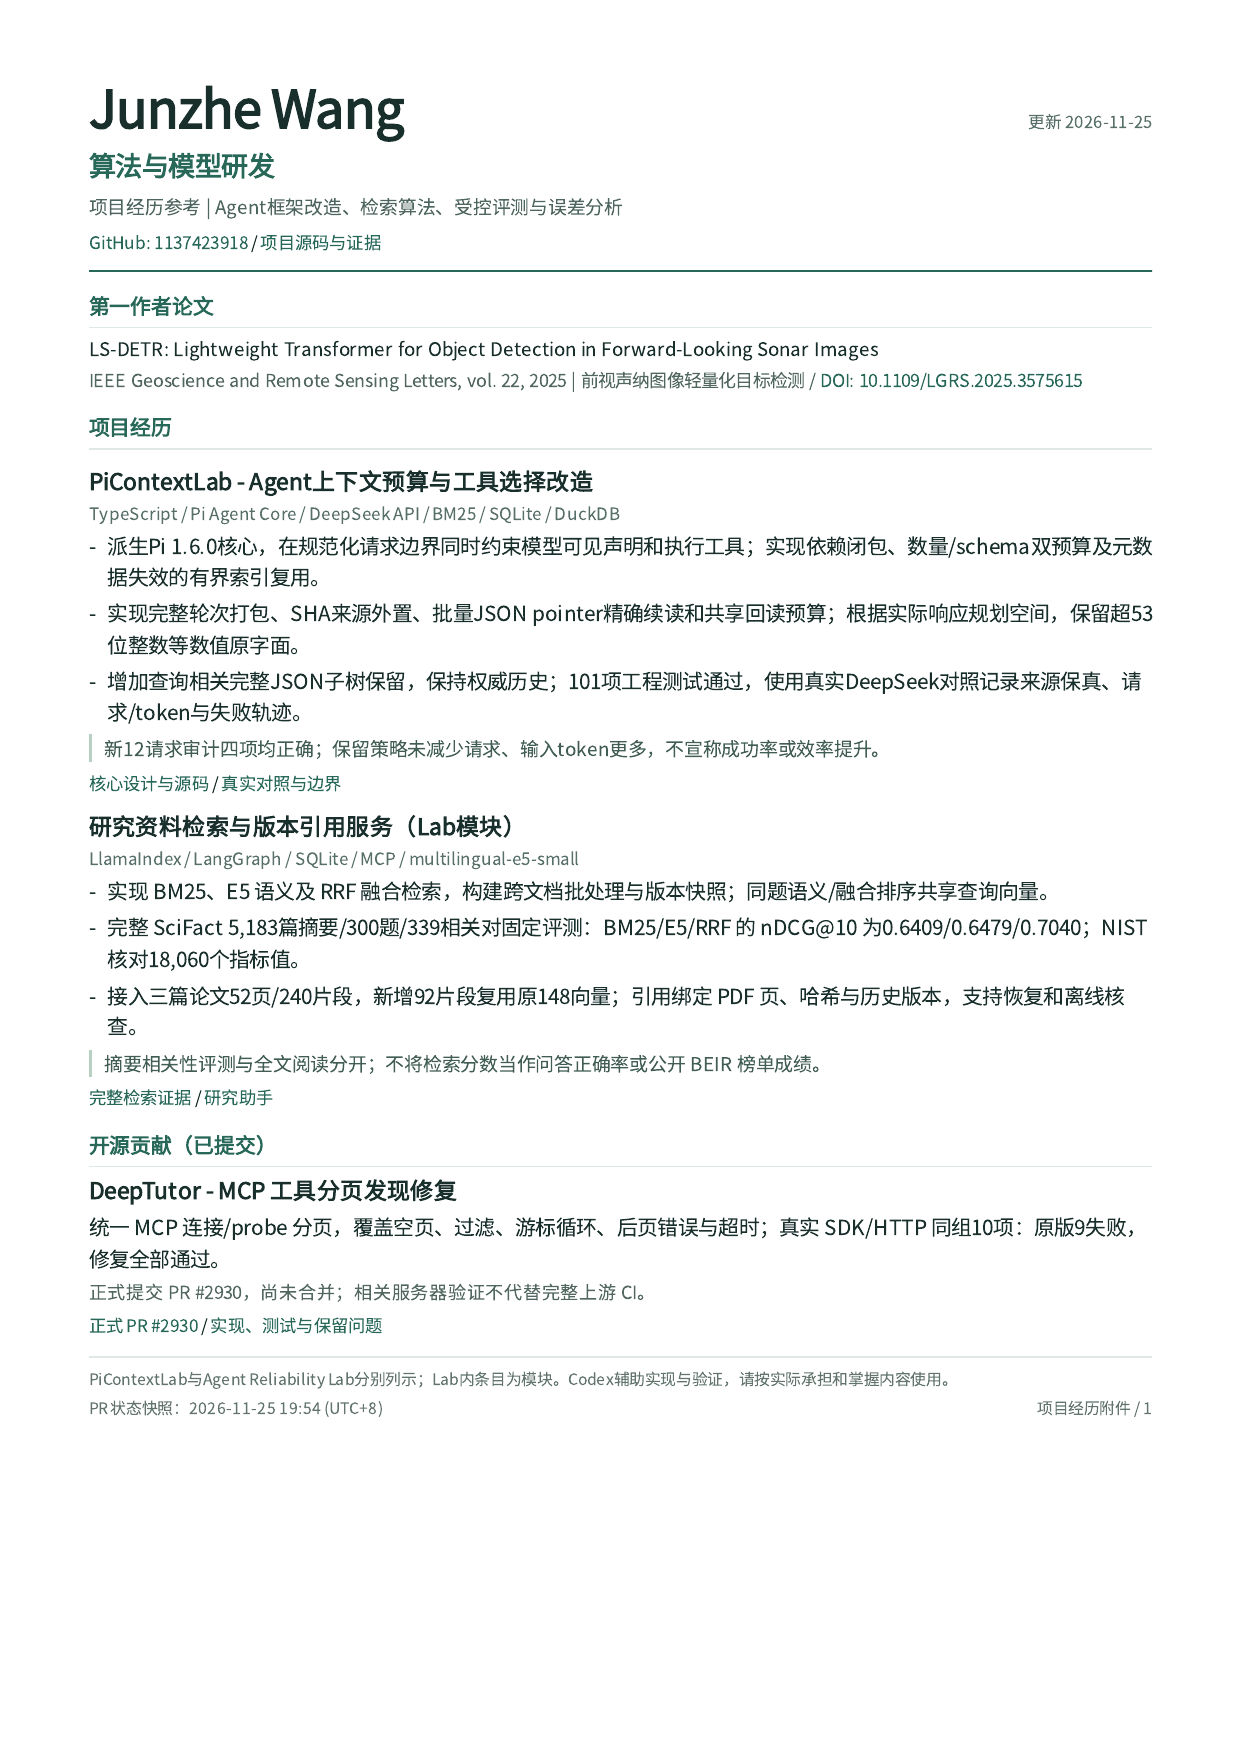 Junzhe Wang
更新 2026-11-25
算法与模型研发
项目经历参考 | Agent框架改造、检索算法、受控评测与误差分析
GitHub: 1137423918 / 项目源码与证据
第一作者论文
LS-DETR: Lightweight Transformer for Object Detection in Forward-Looking Sonar Images
IEEE Geoscience and Remote Sensing Letters, vol. 22, 2025 | 前视声纳图像轻量化目标检测 / DOI: 10.1109/LGRS.2025.3575615
项目经历
PiContextLab - Agent上下文预算与工具选择改造
TypeScript / Pi Agent Core / DeepSeek API / BM25 / SQLite / DuckDB
- 派生Pi 1.6.0核心，在规范化请求边界同时约束模型可见声明和执行工具；实现依赖闭包、数量/schema双预算及元数
据失效的有界索引复用。
- 实现完整轮次打包、SHA来源外置、批量JSON pointer精确续读和共享回读预算；根据实际响应规划空间，保留超53
位整数等数值原字面。
- 增加查询相关完整JSON子树保留，保持权威历史；101项工程测试通过，使用真实DeepSeek对照记录来源保真、请
求/token与失败轨迹。
新12请求审计四项均正确；保留策略未减少请求、输入token更多，不宣称成功率或效率提升。
核心设计与源码 / 真实对照与边界
研究资料检索与版本引用服务（Lab模块）
LlamaIndex / LangGraph / SQLite / MCP / multilingual-e5-small
- 实现 BM25、E5 语义及 RRF 融合检索，构建跨文档批处理与版本快照；同题语义/融合排序共享查询向量。
- 完整 SciFact 5,183篇摘要/300题/339相关对固定评测：BM25/E5/RRF 的 nDCG@10 为0.6409/0.6479/0.7040；NIST
核对18,060个指标值。
- 接入三篇论文52页/240片段，新增92片段复用原148向量；引用绑定 PDF 页、哈希与历史版本，支持恢复和离线核
查。
摘要相关性评测与全文阅读分开；不将检索分数当作问答正确率或公开 BEIR 榜单成绩。
完整检索证据 / 研究助手
开源贡献（已提交）
DeepTutor - MCP 工具分页发现修复
统一 MCP 连接/probe 分页，覆盖空页、过滤、游标循环、后页错误与超时；真实 SDK/HTTP 同组10项：原版9失败，
修复全部通过。
正式提交 PR #2930，尚未合并；相关服务器验证不代替完整上游 CI。
正式 PR #2930 / 实现、测试与保留问题
PiContextLab与Agent Reliability Lab分别列示；Lab内条目为模块。Codex辅助实现与验证，请按实际承担和掌握内容使用。
PR 状态快照：2026-11-25 19:54 (UTC+8)
项目经历附件 / 1